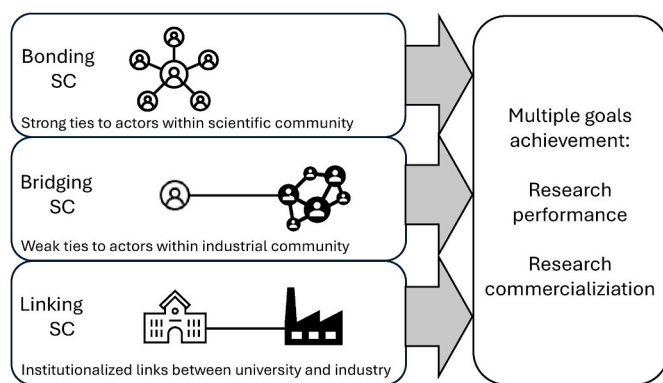 Bonding
SC
Strong ties to actors within scientific community
Bridging
SC
Weak ties to actors within industrial community
Linking
SC
Institutionalized links between university and industry
Multiple goals
achievement:
Research
performance
Research
commercializiation